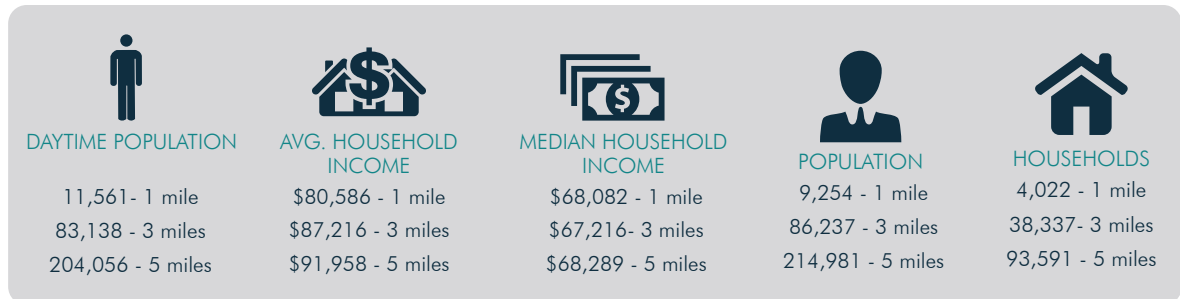 DAYTIME POPULATION
11,561- 1 mile
83,138 - 3 miles
204,056 - 5 miles
AVG. HOUSEHOLD
INCOME
$80,586 - 1 mile
$87,216 - 3 miles
$91,958 - 5 miles
MEDIAN HOUSEHOLD
INCOME
$68,082 - 1 mile
$67,216- 3 miles
$68,289 - 5 miles
POPULATION
9,254 - 1 mile
86,237 - 3 miles
214,981 - 5 miles
HOUSEHOLDS
4,022 - 1 mile
38,337- 3 miles
93,591 - 5 miles